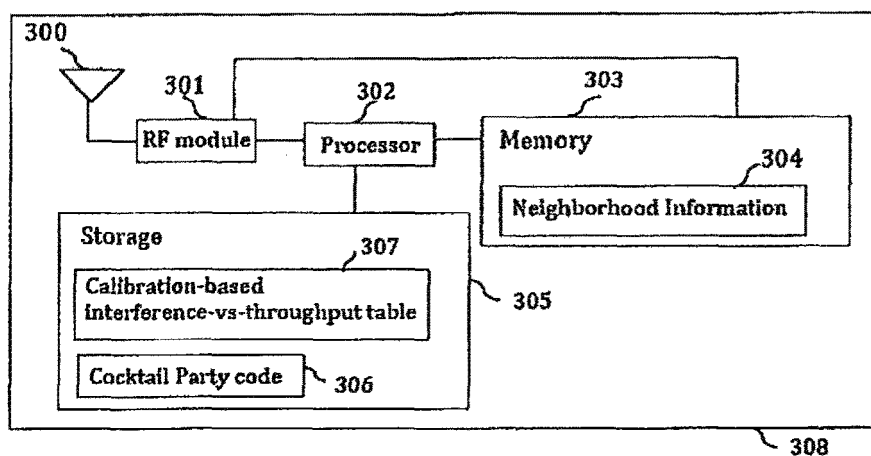 300
301
RF module
302
Processor
303
Memory
304
Neighborhood Information
Storage
307
Calibration-based
interference-vs-throughput table
305
Cocktail Party code
306
308